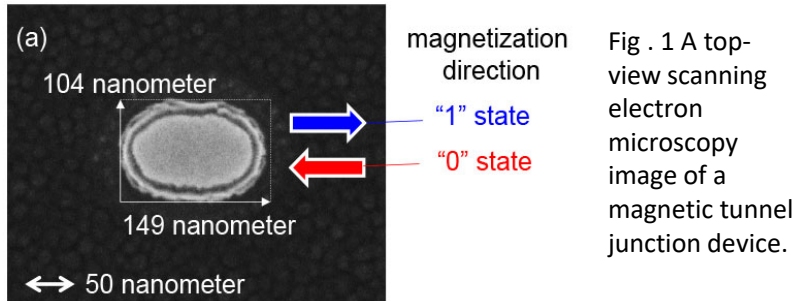 (a)
104 nanometer
149 nanometer
50 nanometer
magnetization
direction
“1” state
“0” state
Fig . 1 A top-
view scanning
electron
microscopy
image of a
magnetic tunnel
junction device.